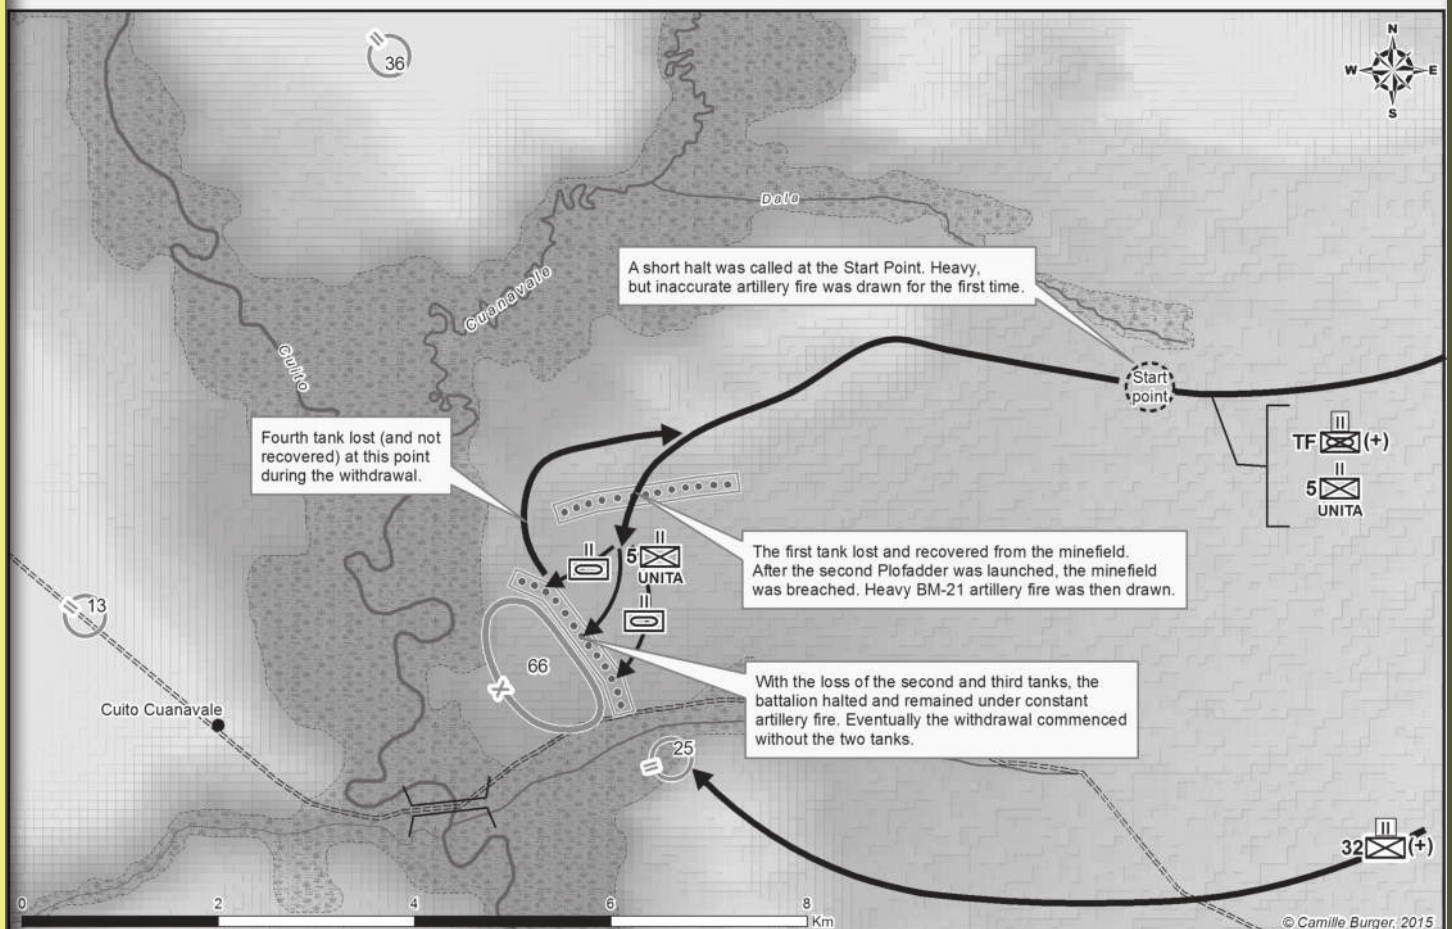 N
W E
S
36
Dala
A short halt was called at the Start Point. Heavy,
but inaccurate artillery fire was drawn for the first time.
Cuanavale
Cuito
Start
point
TF (+)
5
UNITA
Fourth tank lost (and not
recovered) at this point
during the withdrawal.
5
UNITA
The first tank lost and recovered from the minefield.
After the second Plofadder was launched, the minefield
was breached. Heavy BM-21 artillery fire was then drawn.
13
66
With the loss of the second and third tanks, the
battalion halted and remained under constant
artillery fire. Eventually the withdrawal commenced
without the two tanks.
Cuito Cuanavale
25
32 (+)
0 2 4 6 8
Km
© Camille Burger, 2015